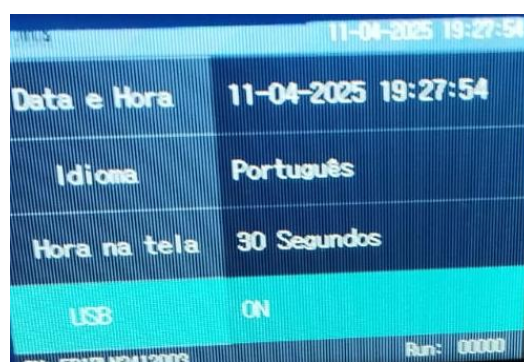 11-04-2025 19:27:54
Data e Hora 11-04-2025 19:27:54
Idioma Português
Hora na tela 30 Segundos
USB ON
Run: 00000